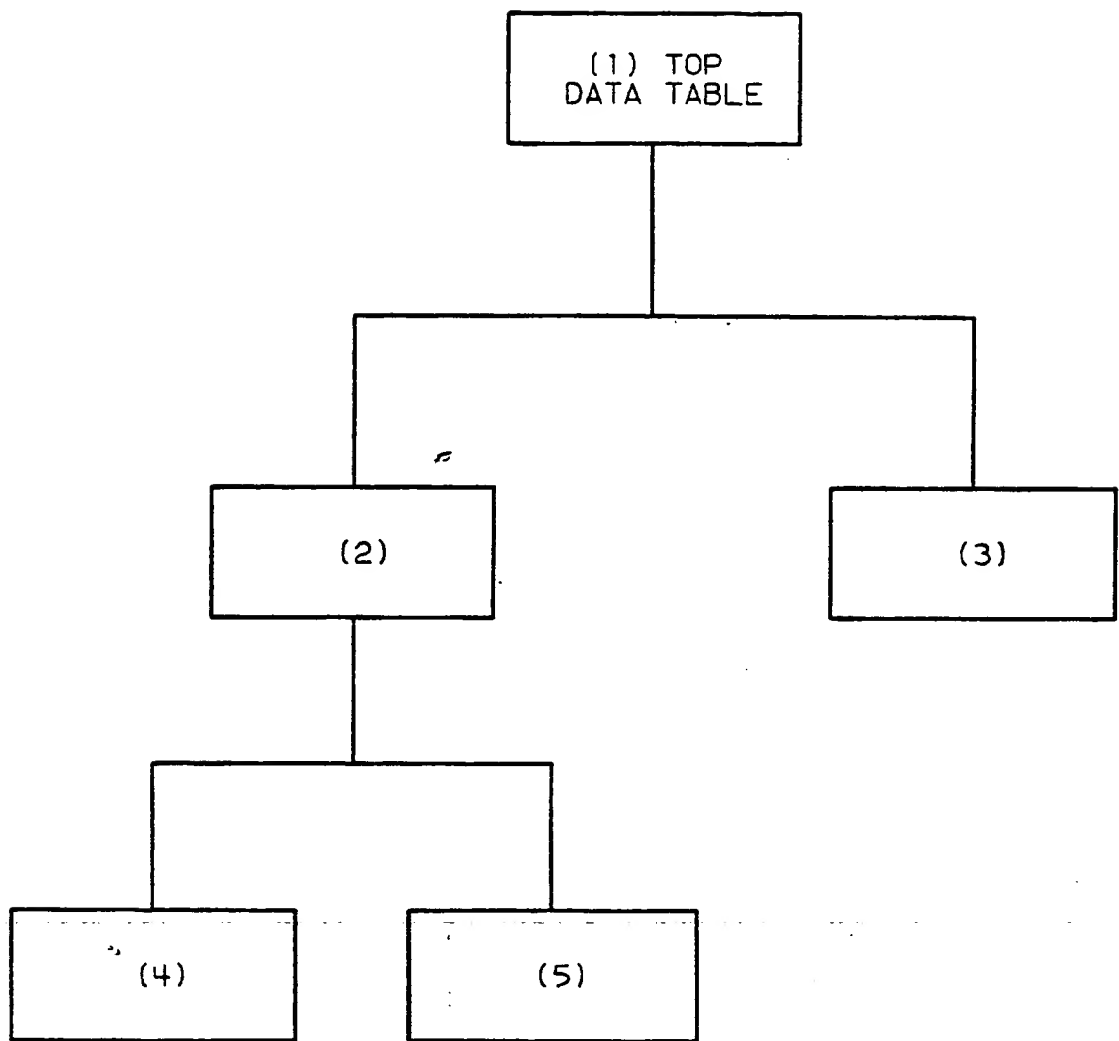 (1) TOP
DATA TABLE
(2)
(3)
(4)
(5)